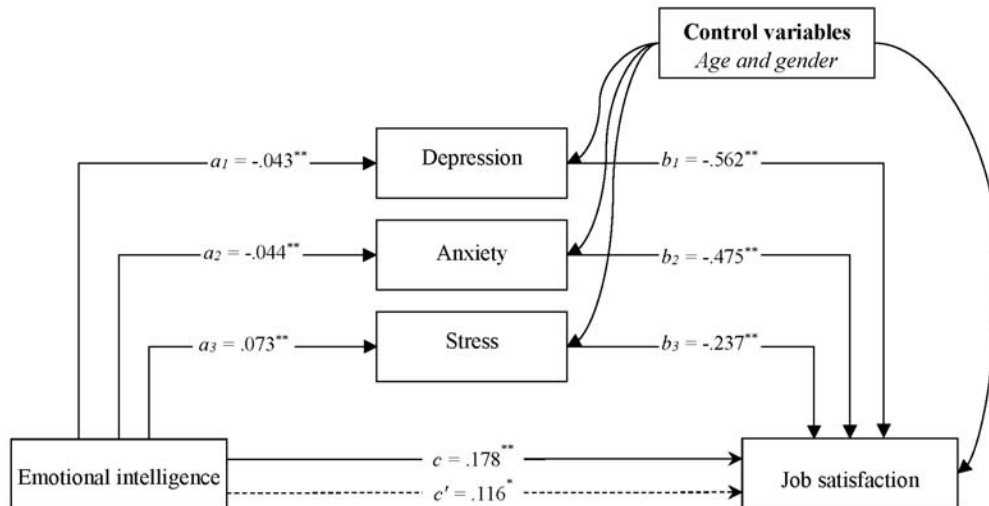 Control variables
Age and gender
Depression
a1 = -.043**
b1 = -.562**
Anxiety
a2 = -.044**
b2 = -.475**
Stress
a3 = .073**
b3 = -.237**
Emotional intelligence
c = .178**
c' = .116*
Job satisfaction